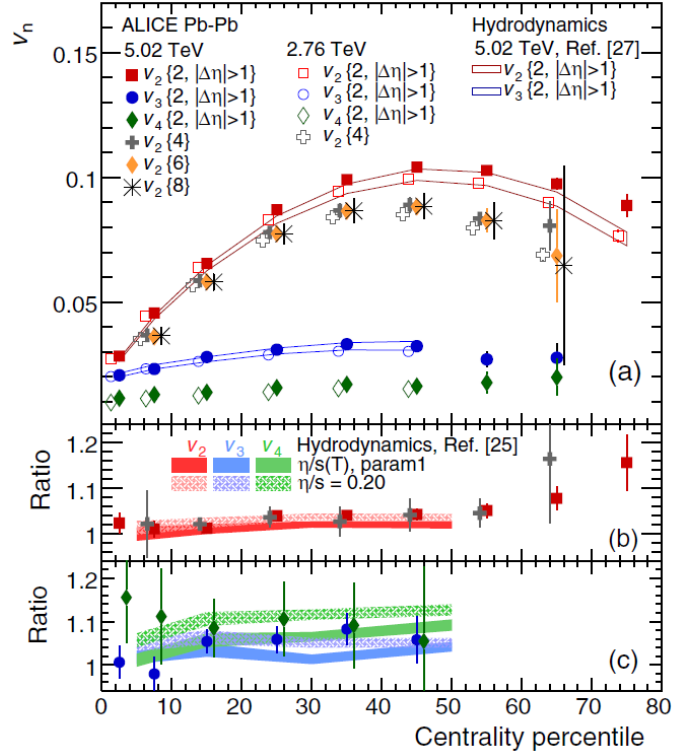 ALICE Pb-Pb
5.02 TeV
v2{2, |Δη|>1}
v3{2, |Δη|>1}
v4{2, |Δη|>1}
v2{4}
v2{6}
v2{8}
2.76 TeV
v2{2, |Δη|>1}
v3{2, |Δη|>1}
v4{2, |Δη|>1}
v2{4}
Hydrodynamics
5.02 TeV, Ref. [27]
v2{2, |Δη|>1}
v3{2, |Δη|>1}
vn
0.15
0.1
0.05
(a)
v2 v3 v4 Hydrodynamics, Ref. [25]
η/s(T), param1
η/s = 0.20
Ratio
1.2
1.1
1
(b)
Ratio
1.2
1.1
1
(c)
0 10 20 30 40 50 60 70 80
Centrality percentile